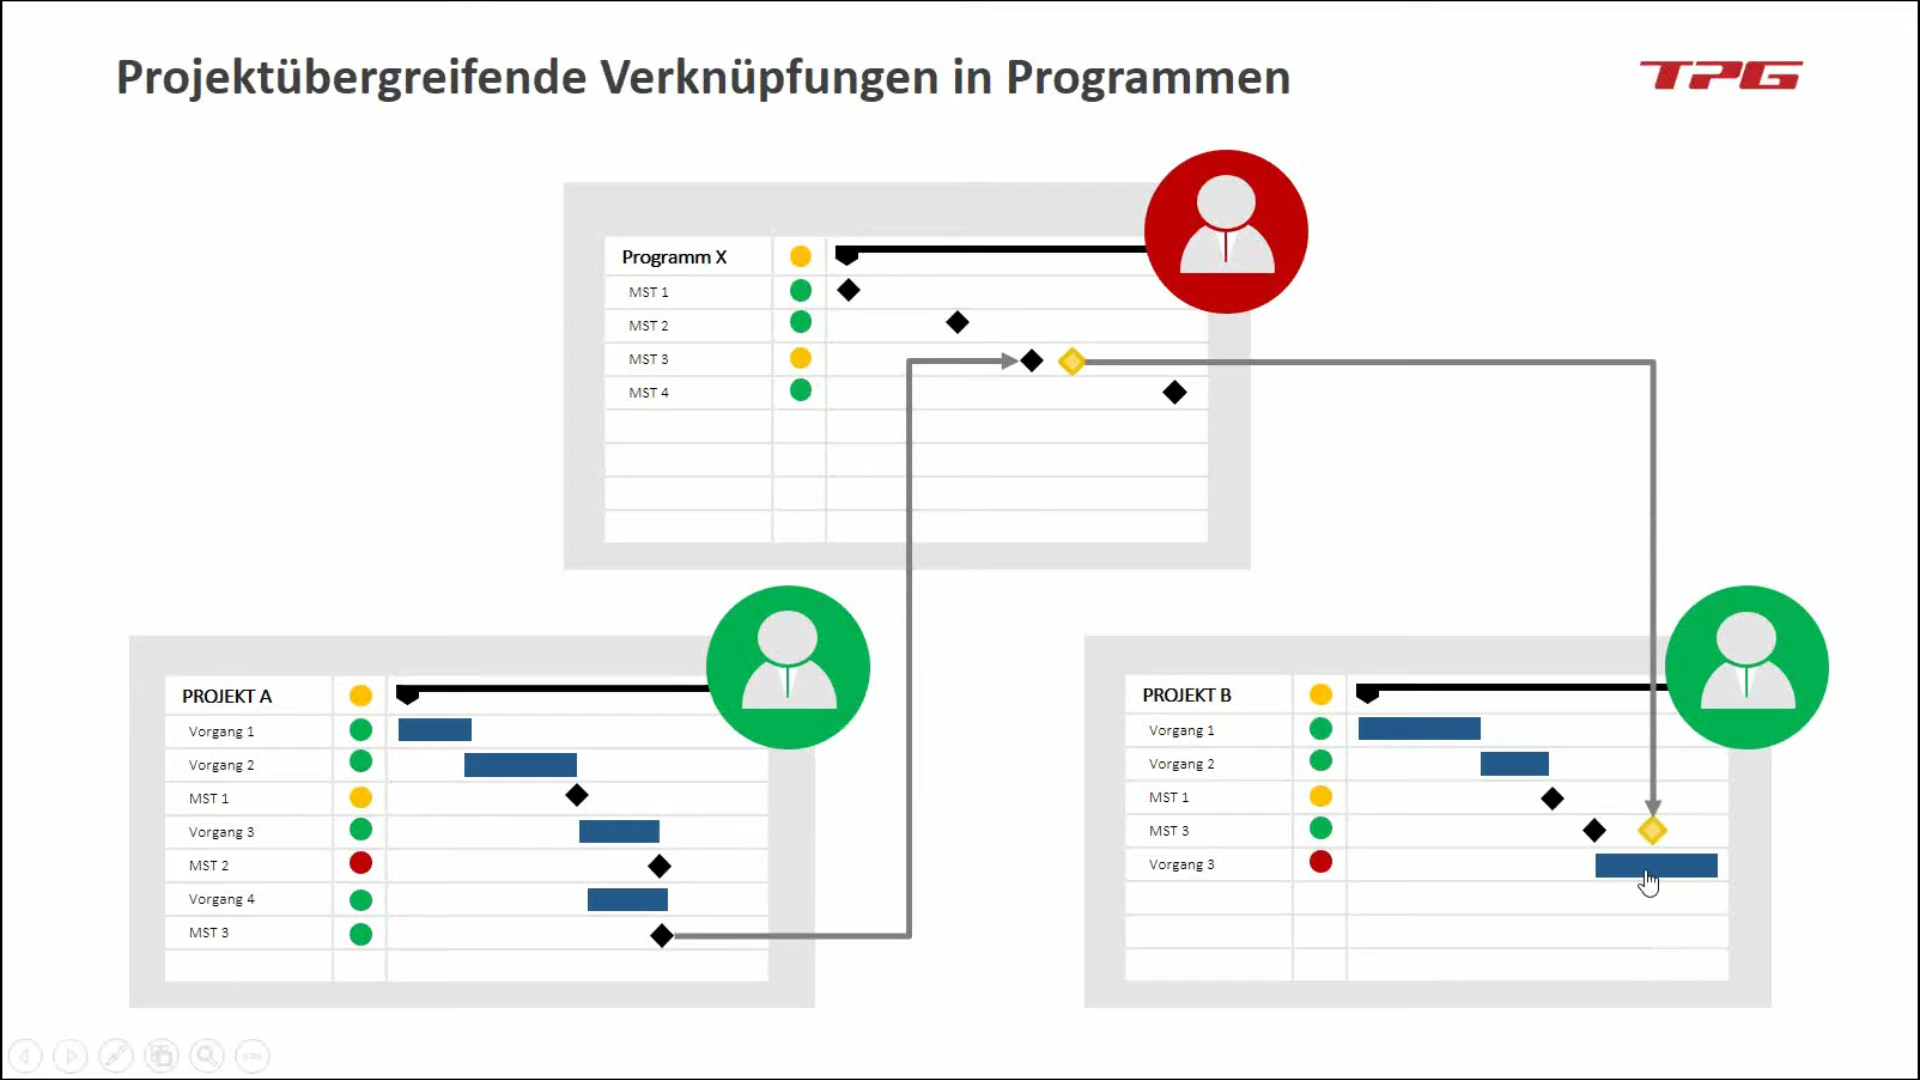 Projektübergreifende Verknüpfungen in Programmen
TPG
Programm X
MST 1
MST 2
MST 3
MST 4
PROJEKT A
Vorgang 1
Vorgang 2
MST 1
Vorgang 3
MST 2
Vorgang 4
MST 3
PROJEKT B
Vorgang 1
Vorgang 2
MST 1
MST 3
Vorgang 3